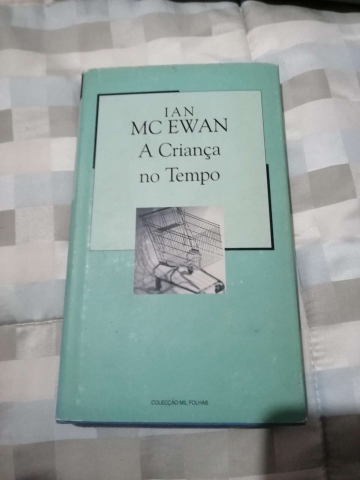 IAN
MC EWAN
A Criança
no Tempo
COLECÇÃO MIL FOLHAS